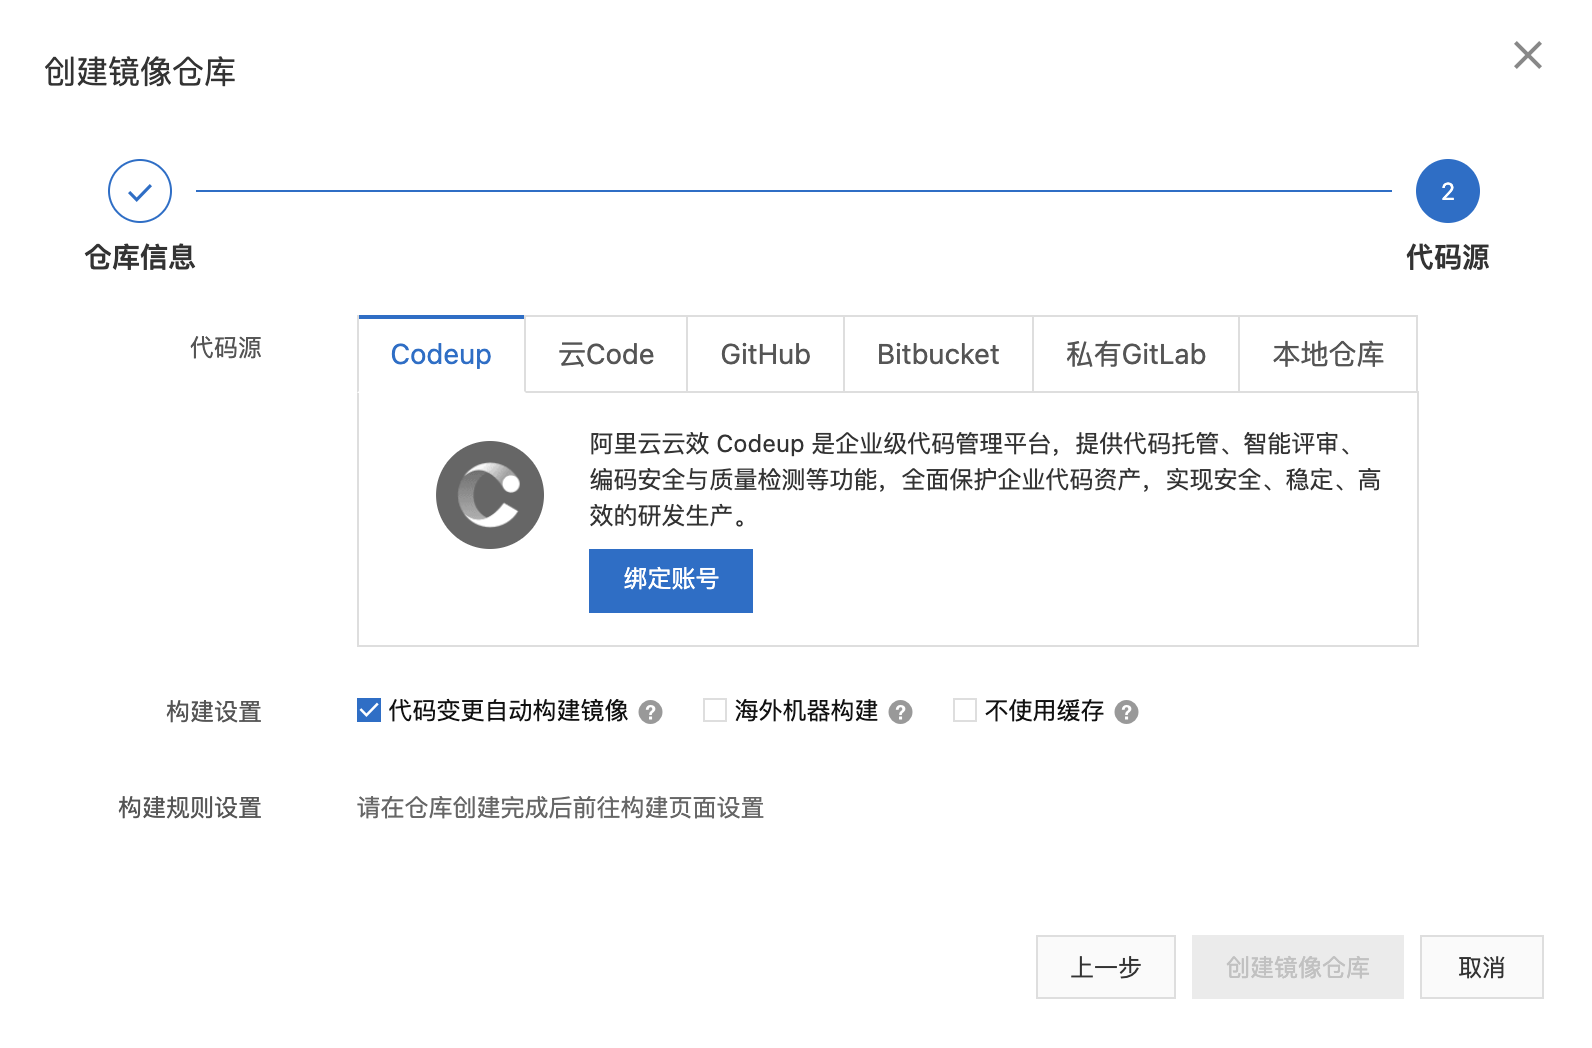 创建镜像仓库
2
仓库信息
代码源
代码源
Codeup
云Code
GitHub
Bitbucket
私有GitLab
本地仓库
阿里云云效 Codeup 是企业级代码管理平台，提供代码托管、智能评审、
编码安全与质量检测等功能，全面保护企业代码资产，实现安全、稳定、高
效的研发生产。
绑定账号
构建设置
代码变更自动构建镜像 ?
海外机器构建 ?
不使用缓存 ?
构建规则设置
请在仓库创建完成后前往构建页面设置
上一步
创建镜像仓库
取消